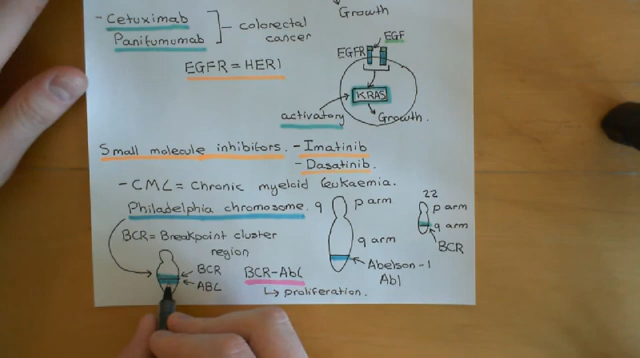 Growth
- Cetuximab
Panitumumab
colorectal
cancer
EGFR = HER1
EGF
EGFR
KRAS
activatory
Growth.
Small molecule inhibitors. - Imatinib
- Dasatinib.
- CML = Chronic myeloid leukaemia.
Philadelphia chromosome.
9
p arm
22
p arm
q arm
BCR
BCR = Breakpoint cluster
region
q arm
Abelson-1
Abl
BCR
ABL
BCR-Abl
↳ proliferation.